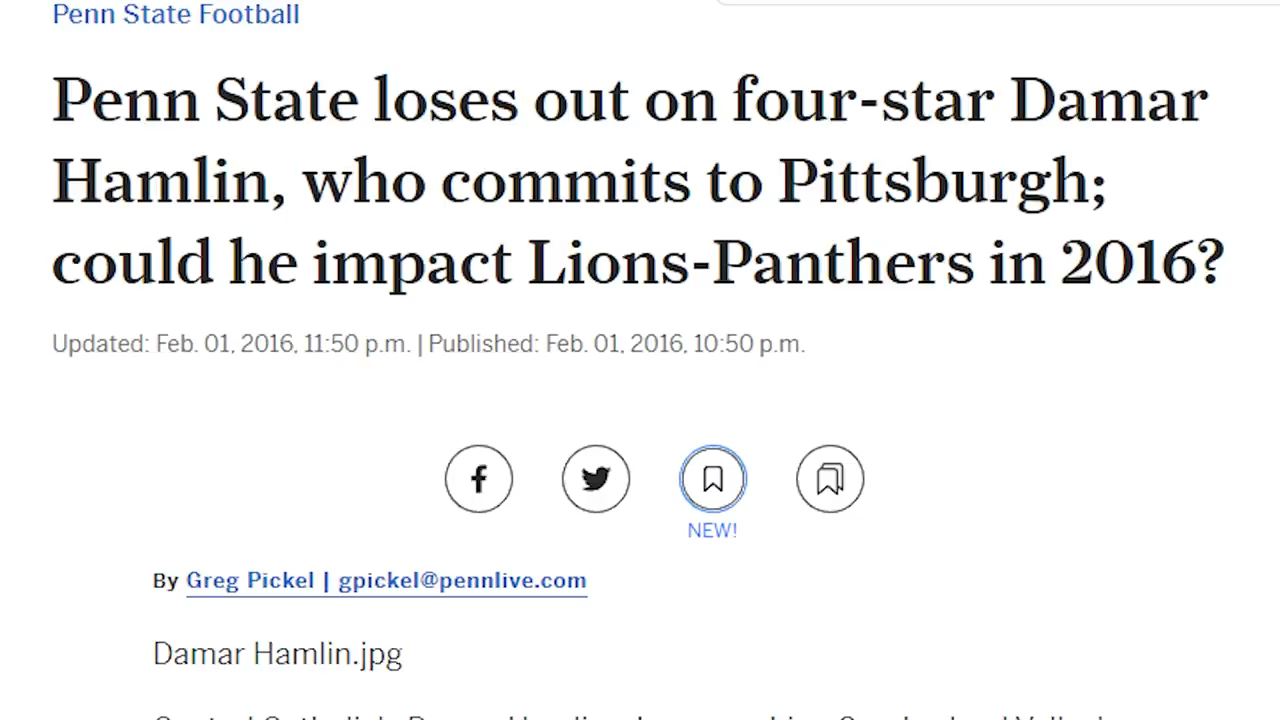 Penn State Football
Penn State loses out on four-star Damar
Hamlin, who commits to Pittsburgh;
could he impact Lions-Panthers in 2016?
Updated: Feb. 01, 2016, 11:50 p.m. | Published: Feb. 01, 2016, 10:50 p.m.
NEW!
By Greg Pickel | gpickel@pennlive.com
Damar Hamlin.jpg